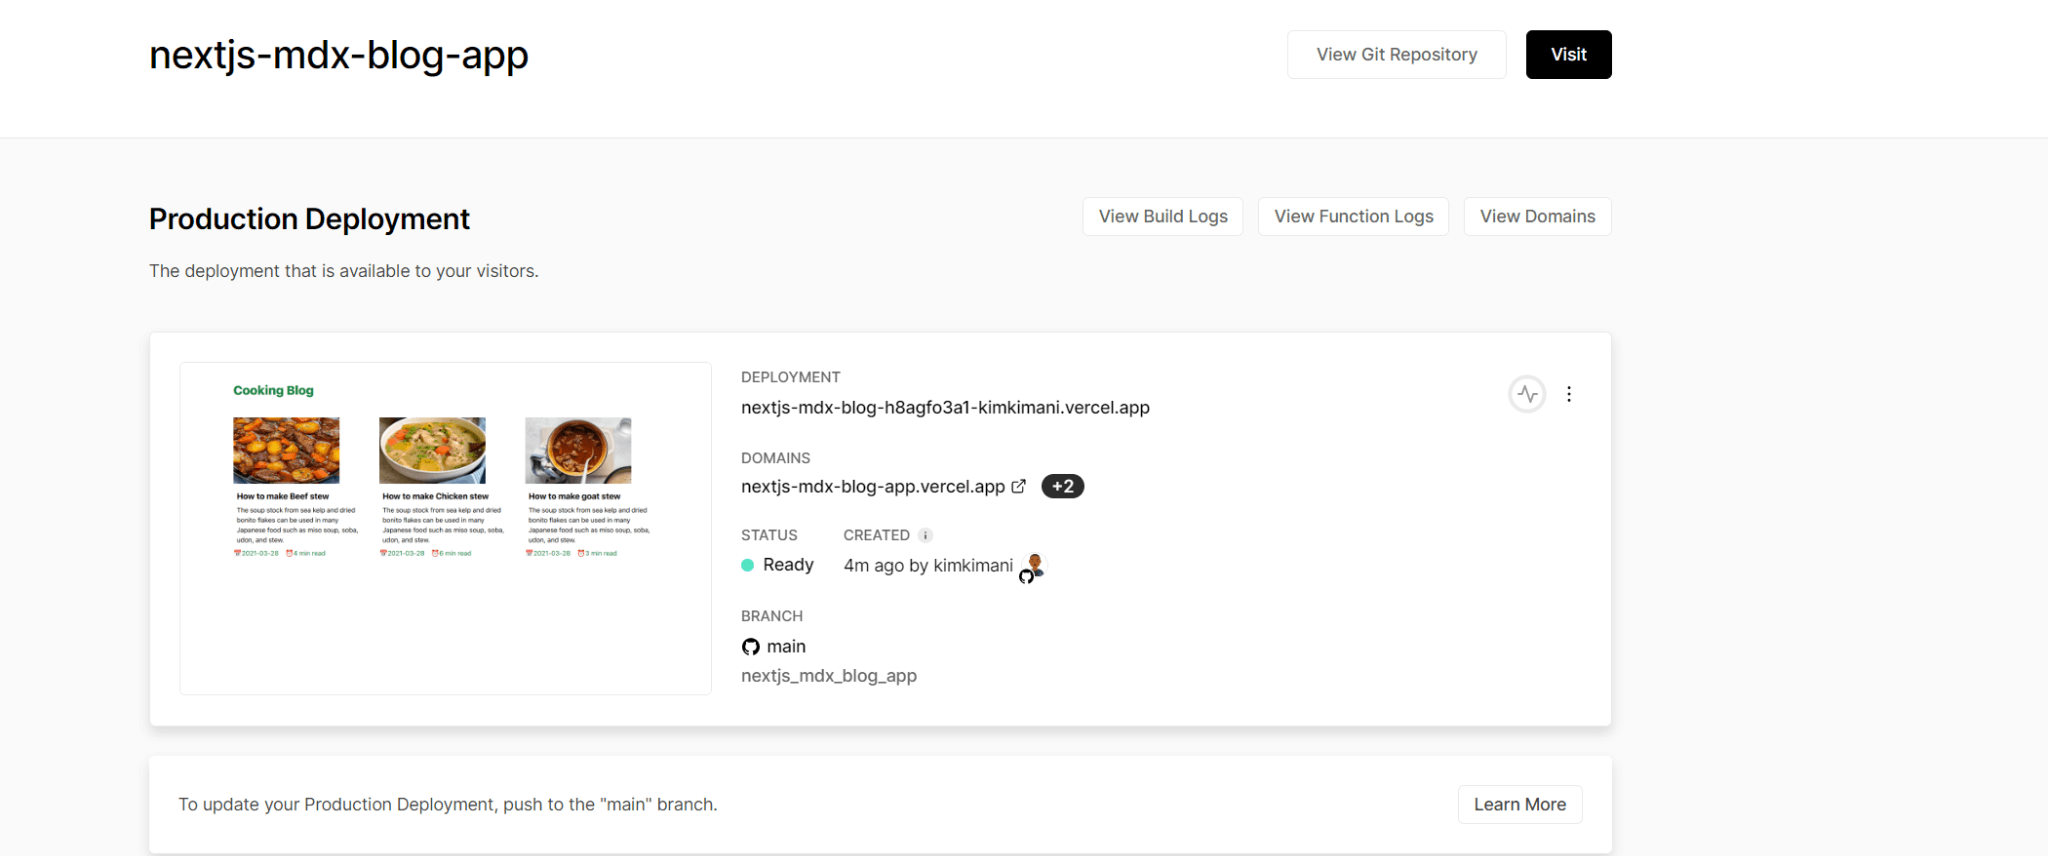 nextjs-mdx-blog-app
View Git Repository
Visit
Production Deployment
View Build Logs
View Function Logs
View Domains
The deployment that is available to your visitors.
Cooking Blog
How to make Beef stew
The soup stock from sea kelp and dried
bonito flakes can be used in many
Japanese food such as miso soup, soba,
udon, and stew.
2021-03-28 4 min read
How to make Chicken stew
The soup stock from sea kelp and dried
bonito flakes can be used in many
Japanese food such as miso soup, soba,
udon, and stew.
2021-03-28 6 min read
How to make goat stew
The soup stock from sea kelp and dried
bonito flakes can be used in many
Japanese food such as miso soup, soba,
udon, and stew.
2021-03-28 3 min read
DEPLOYMENT
nextjs-mdx-blog-h8agfo3a1-kimkimani.vercel.app
DOMAINS
nextjs-mdx-blog-app.vercel.app +2
STATUS
Ready
CREATED
4m ago by kimkimani
BRANCH
main
nextjs_mdx_blog_app
To update your Production Deployment, push to the "main" branch.
Learn More